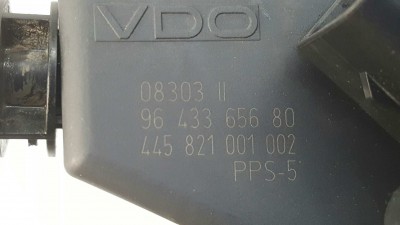 VDO
08303 II
96 433 656 80
445 821 001 002
PPS-5